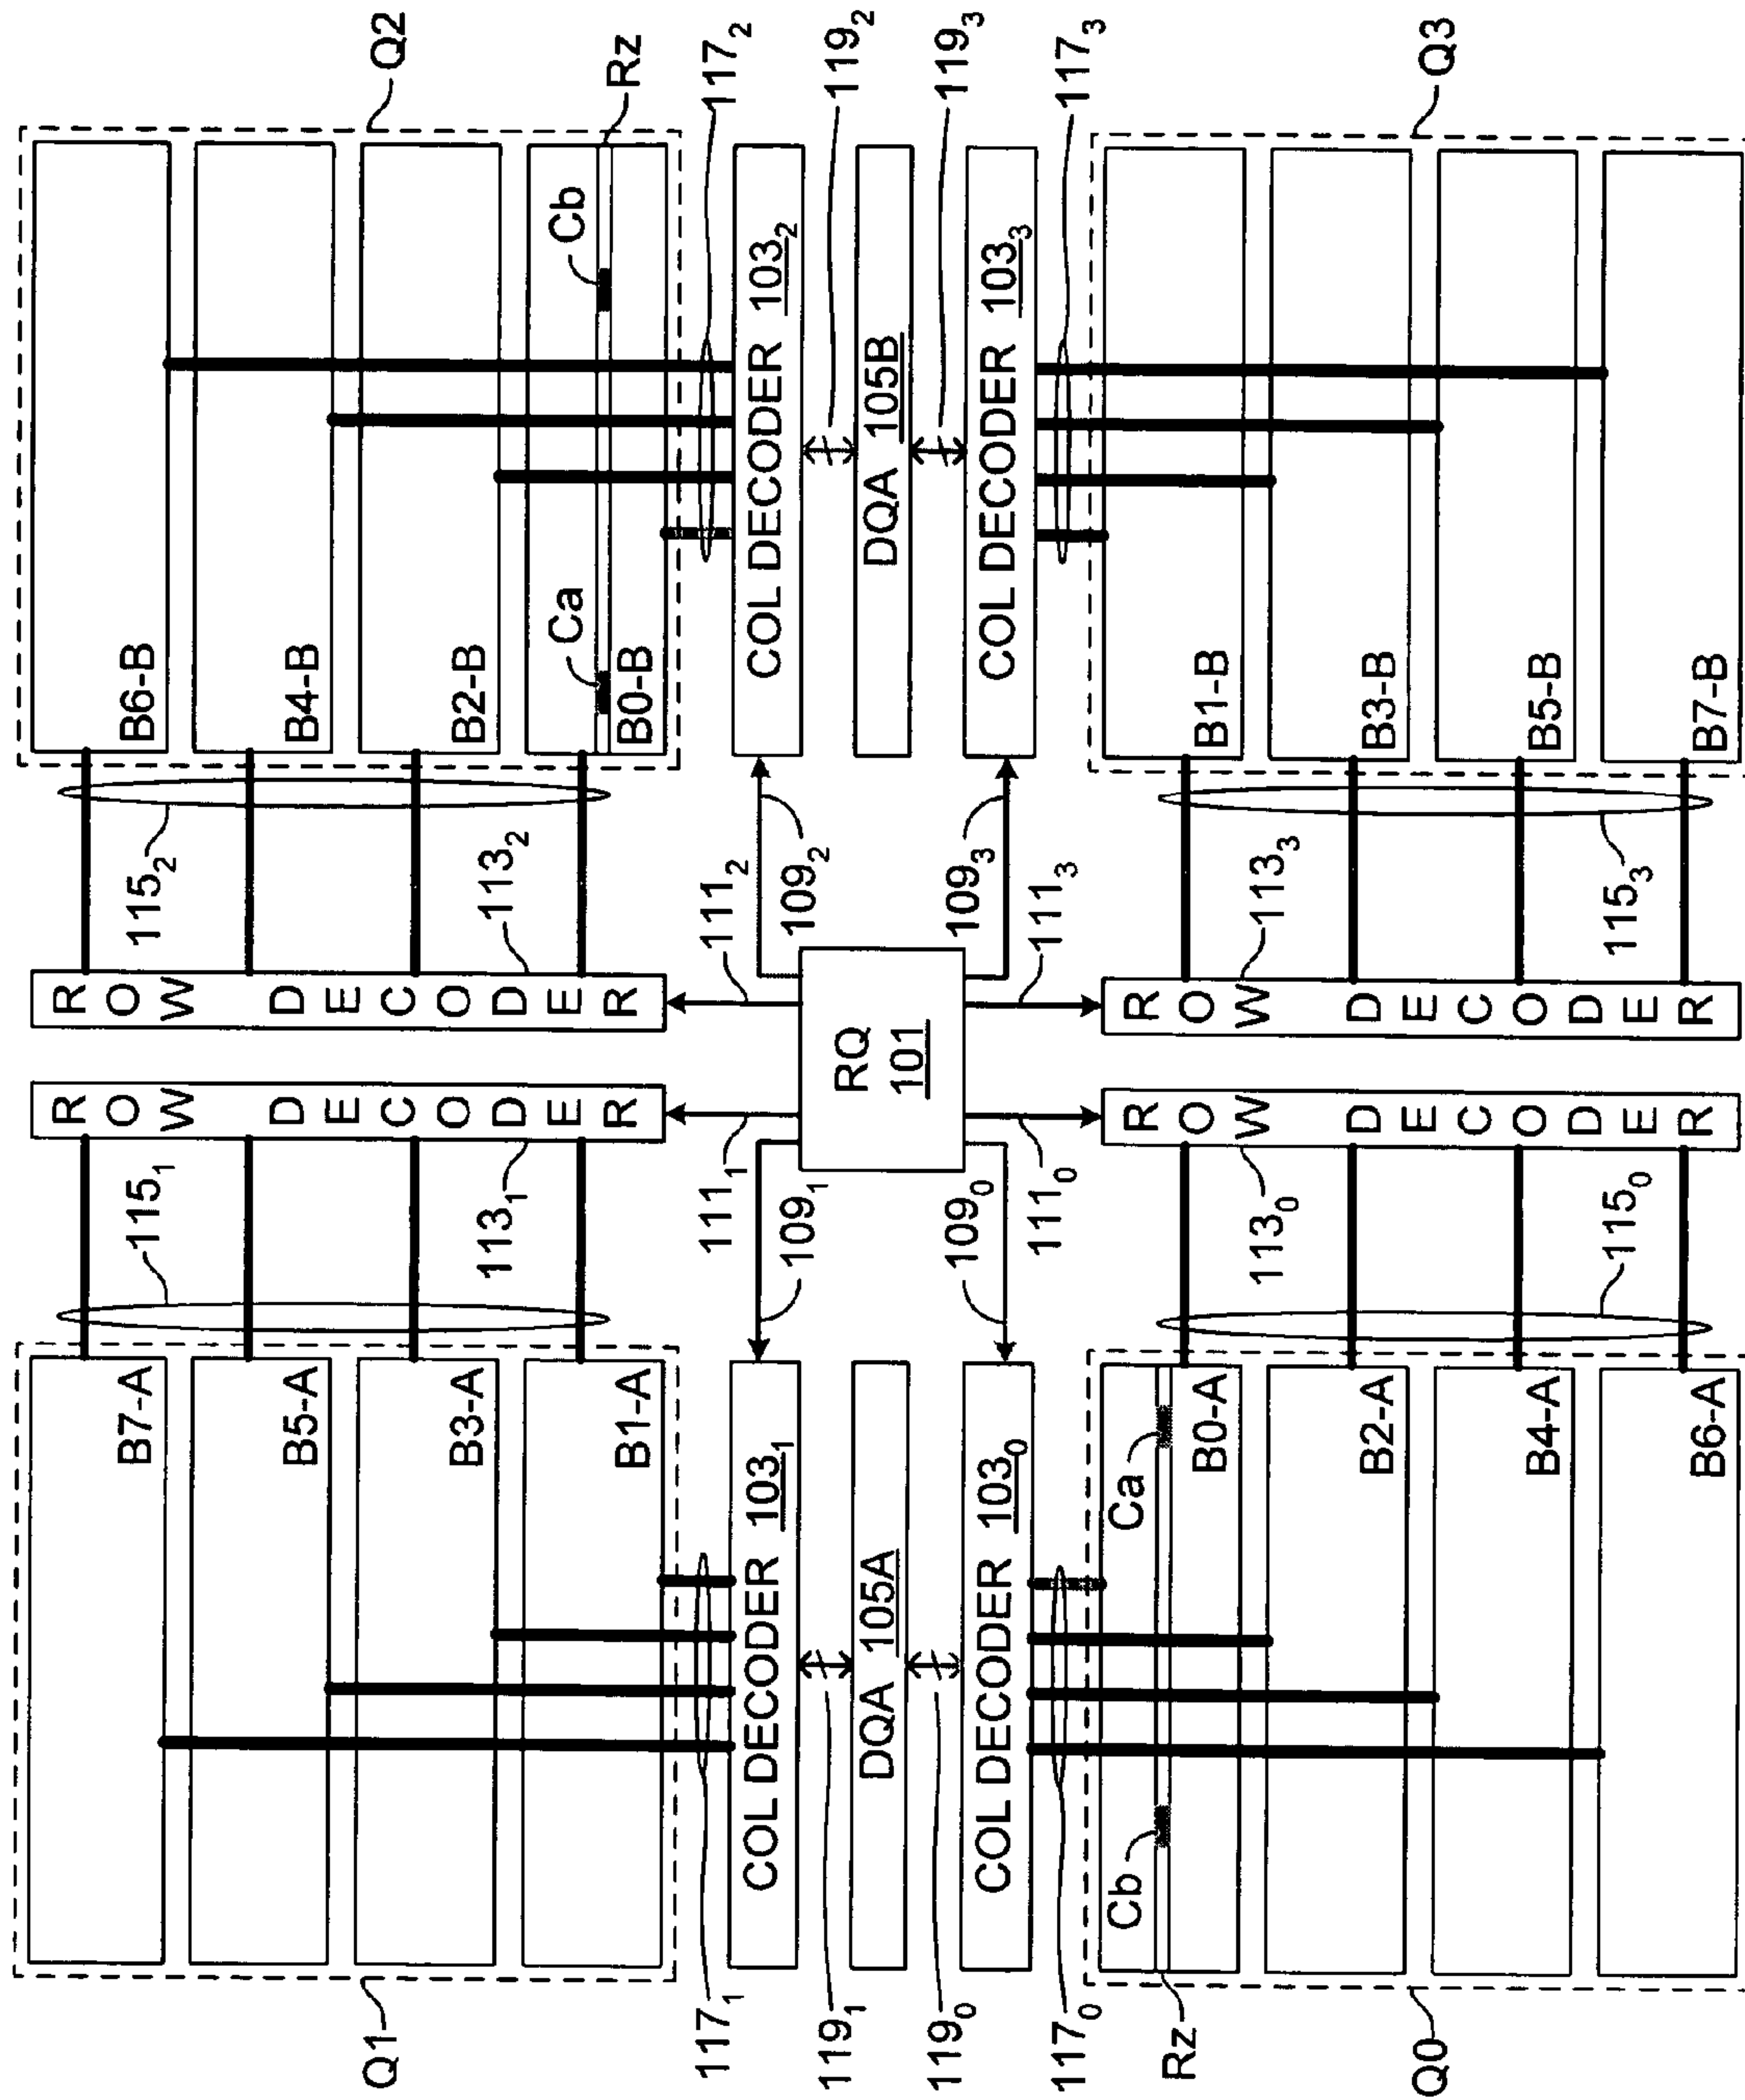 Q1
B7-A
B5-A
B3-A
B1-A
115₁
ROW DECODER
113₁
111₁
109₁
117₁
COL DECODER 103₁
119₁
DQA 105A
119₀
COL DECODER 103₀
117₀
109₀
111₀
RQ
101
Rz
Cb
Ca
B0-A
B2-A
B4-A
B6-A
Q0
ROW DECODER
113₀
115₀
Q2
B6-B
B4-B
B2-B
B0-B
Ca
Cb
Rz
115₂
ROW DECODER
113₂
111₂
109₂
117₂
COL DECODER 103₂
119₂
DQA 105B
119₃
COL DECODER 103₃
117₃
109₃
111₃
ROW DECODER
113₃
115₃
B1-B
B3-B
B5-B
B7-B
Q3